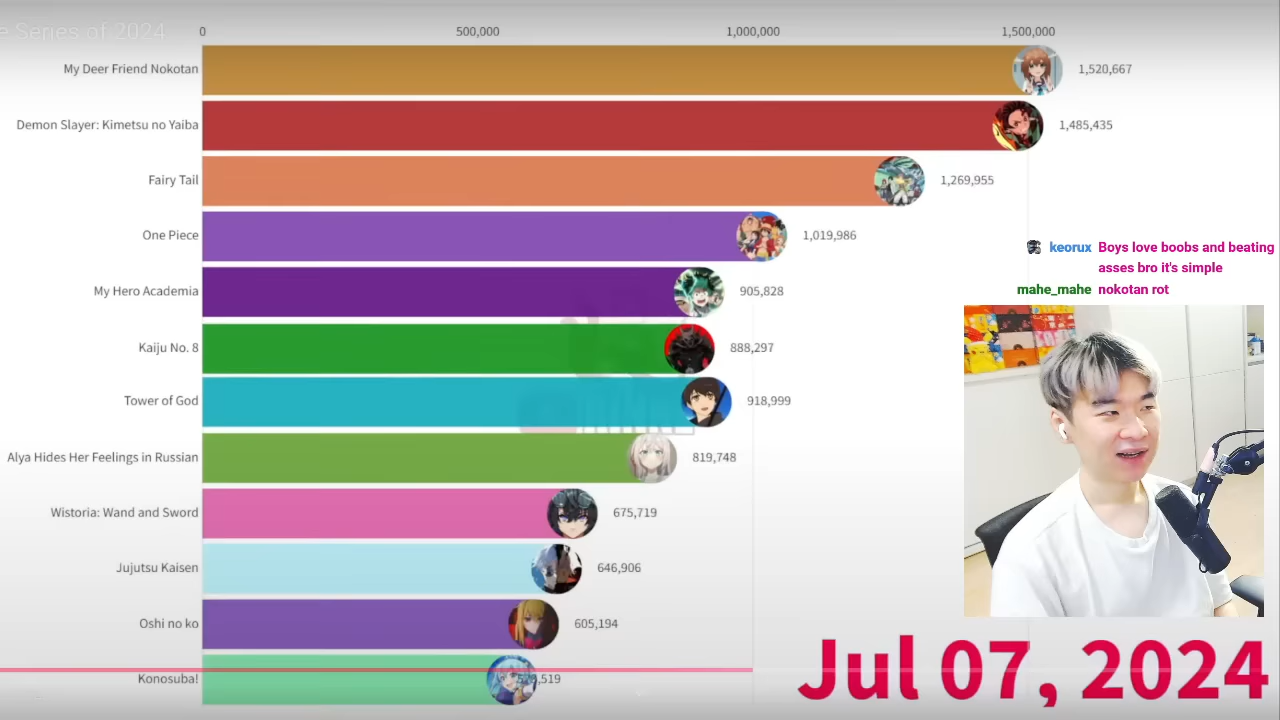 e Series of 2024
0 500,000 1,000,000 1,500,000
My Deer Friend Nokotan 1,520,667
Demon Slayer: Kimetsu no Yaiba 1,485,435
Fairy Tail 1,269,955
One Piece 1,019,986
My Hero Academia 905,828
Kaiju No. 8 888,297
Tower of God 918,999
Alya Hides Her Feelings in Russian 819,748
Wistoria: Wand and Sword 675,719
Jujutsu Kaisen 646,906
Oshi no ko 605,194
Konosuba!
keorux Boys love boobs and beating
asses bro it's simple
mahe_mahe nokotan rot
Jul 07, 2024